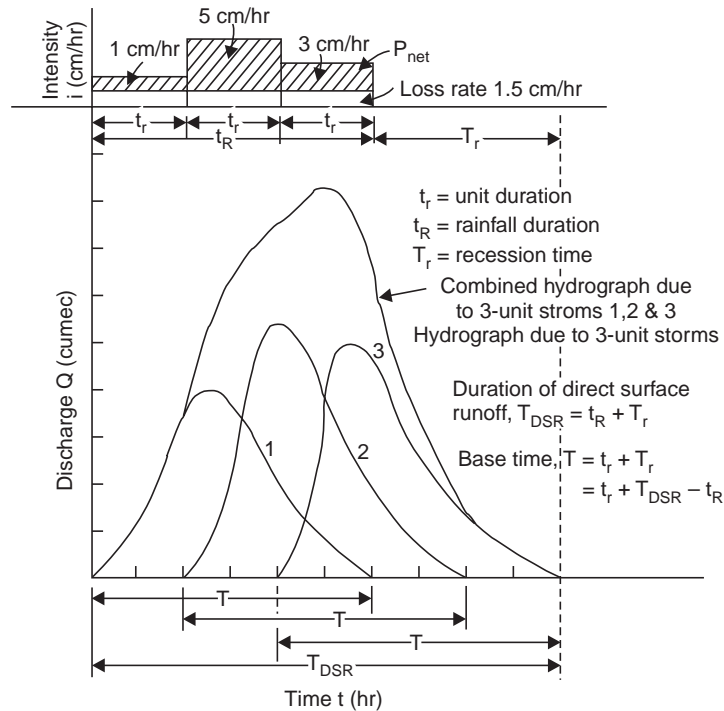 5 cm/hr
1 cm/hr
3 cm/hr
P_net
Intensity
i (cm/hr)
Loss rate 1.5 cm/hr
t_r
t_r
t_r
t_R
T_r
t_r = unit duration
t_R = rainfall duration
T_r = recession time
Combined hydrograph due
to 3-unit stroms 1,2 & 3
Hydrograph due to 3-unit storms
3
Duration of direct surface
runoff, T_DSR = t_R + T_r
1
2
Base time, T = t_r + T_r
= t_r + T_DSR – t_R
Discharge Q (cumec)
T
T
T
T_DSR
Time t (hr)